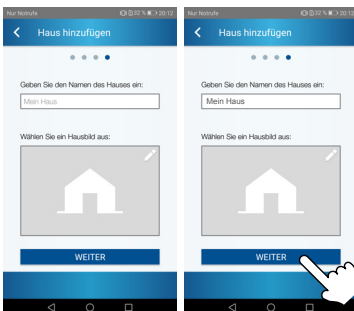 Nur Notrufe 32 % 20:12
Haus hinzufügen
Geben Sie den Namen des Hauses ein:
Mein Haus
Wählen Sie ein Hausbild aus:
WEITER
Nur Notrufe 32 % 20:12
Haus hinzufügen
Geben Sie den Namen des Hauses ein:
Mein Haus
Wählen Sie ein Hausbild aus:
WEITER